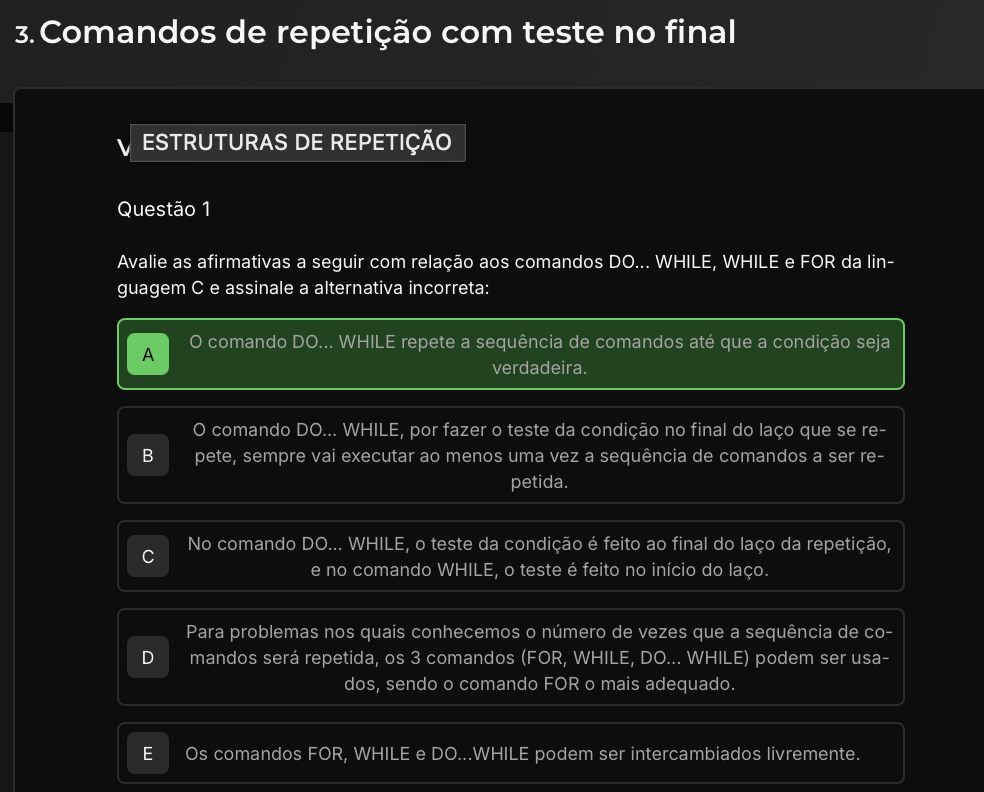 3. Comandos de repetição com teste no final
ESTRUTURAS DE REPETIÇÃO
Questão 1
Avalie as afirmativas a seguir com relação aos comandos DO... WHILE, WHILE e FOR da lin-
guagem C e assinale a alternativa incorreta:
A
O comando DO... WHILE repete a sequência de comandos até que a condição seja
verdadeira.
B
O comando DO... WHILE, por fazer o teste da condição no final do laço que se re-
pete, sempre vai executar ao menos uma vez a sequência de comandos a ser re-
petida.
C
No comando DO... WHILE, o teste da condição é feito ao final do laço da repetição,
e no comando WHILE, o teste é feito no início do laço.
D
Para problemas nos quais conhecemos o número de vezes que a sequência de co-
mandos será repetida, os 3 comandos (FOR, WHILE, DO... WHILE) podem ser usa-
dos, sendo o comando FOR o mais adequado.
E
Os comandos FOR, WHILE e DO...WHILE podem ser intercambiados livremente.